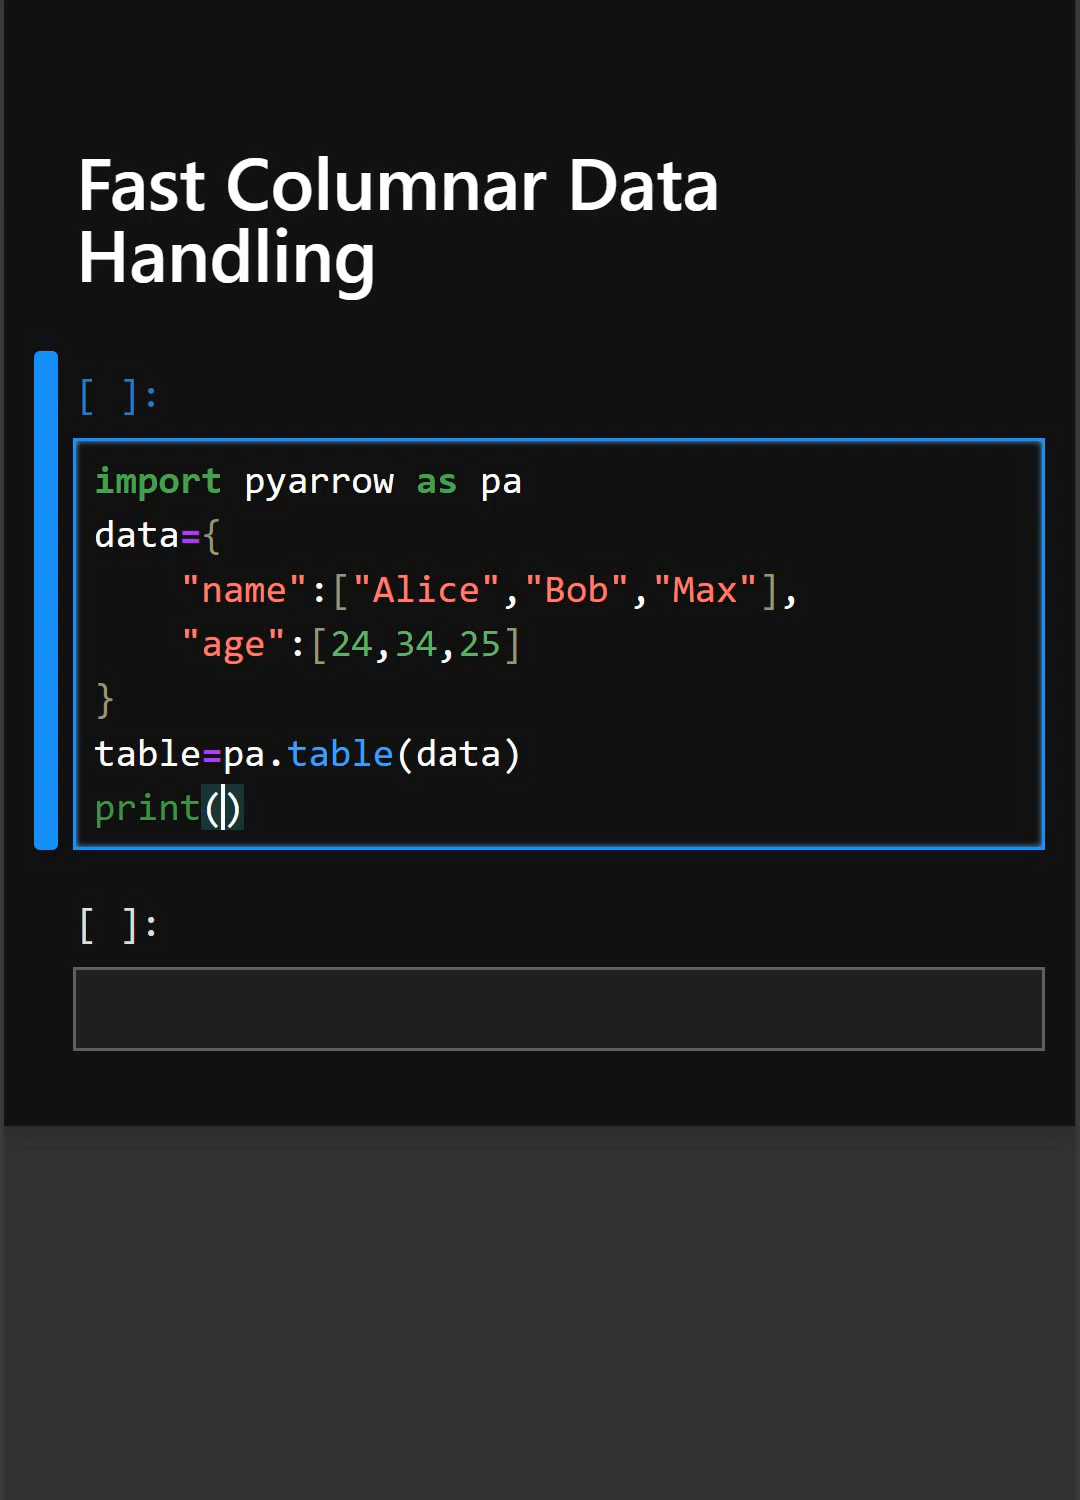 Fast Columnar Data
Handling
[ ]:
import pyarrow as pa
data={
    "name":["Alice","Bob","Max"],
    "age":[24,34,25]
}
table=pa.table(data)
print()
[ ]: